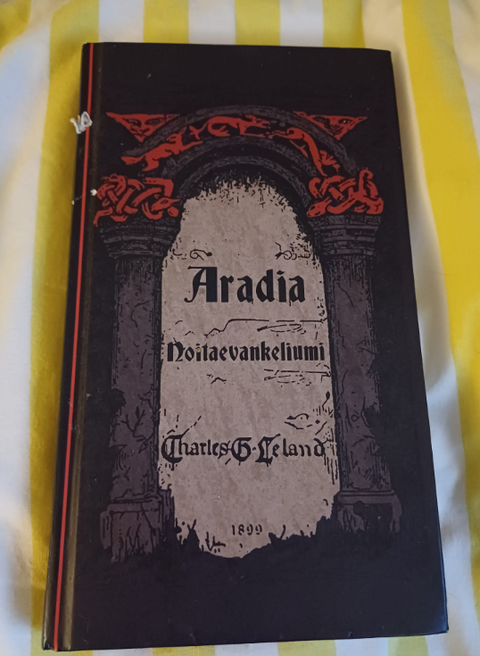 Aradia
Noitaevankeliumi
Charles G. Leland
1899